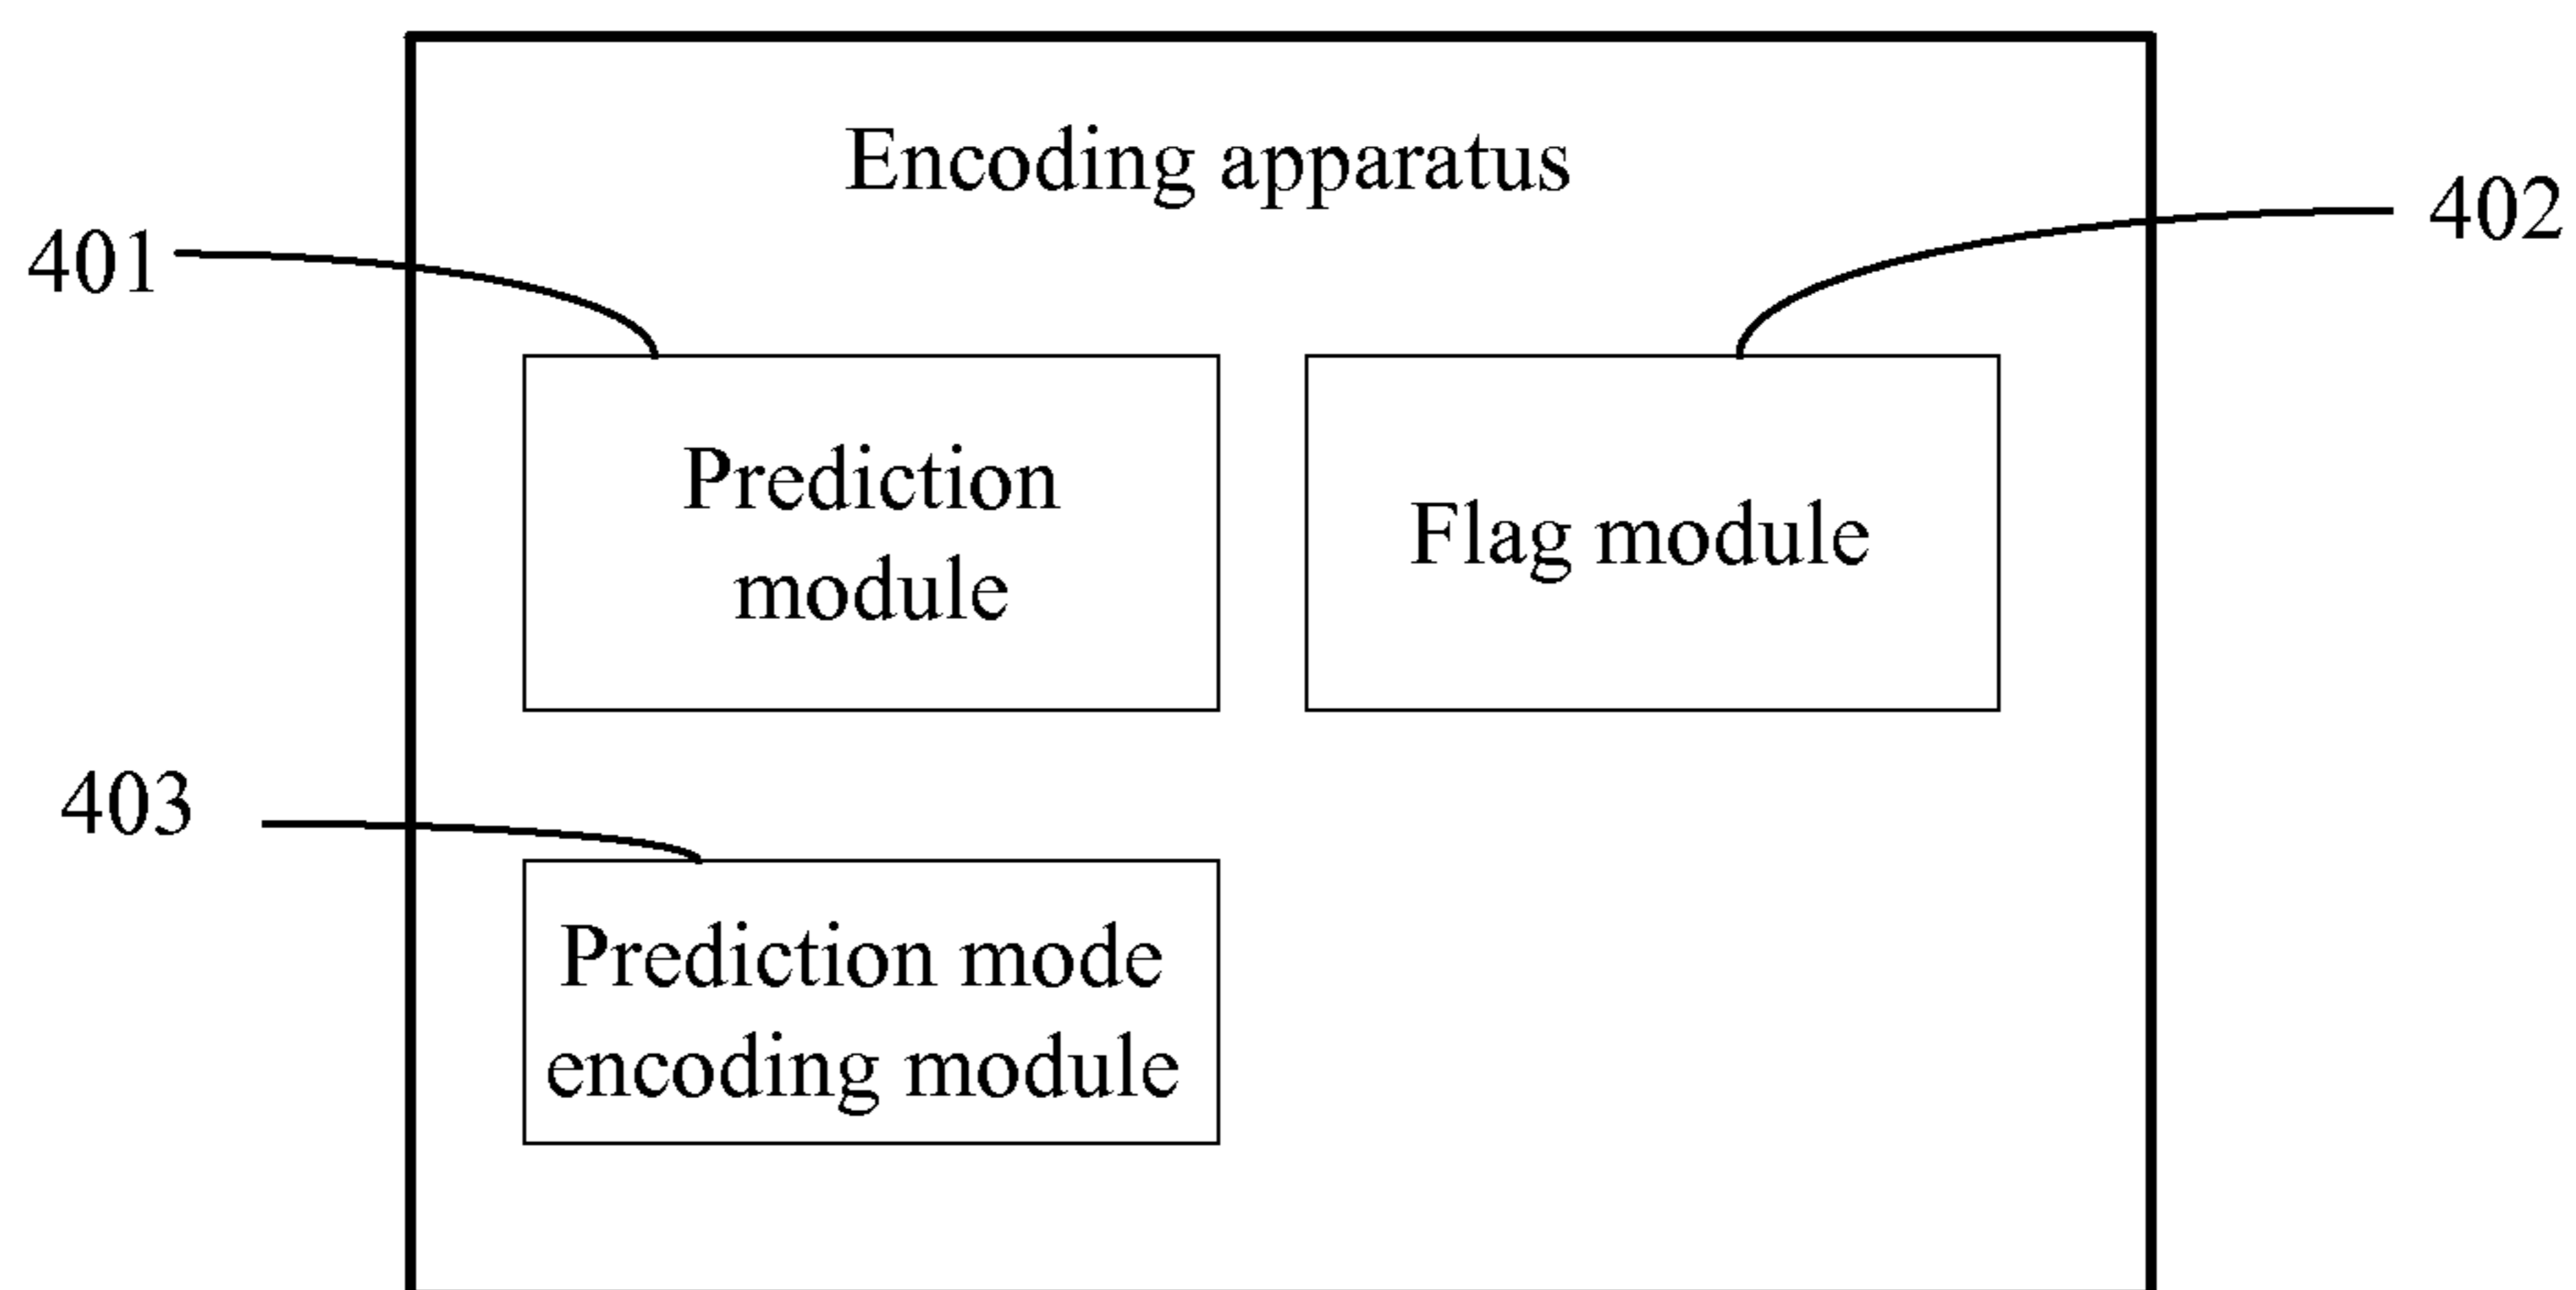 Encoding apparatus
401
402
Prediction
module
Flag module
403
Prediction mode
encoding module